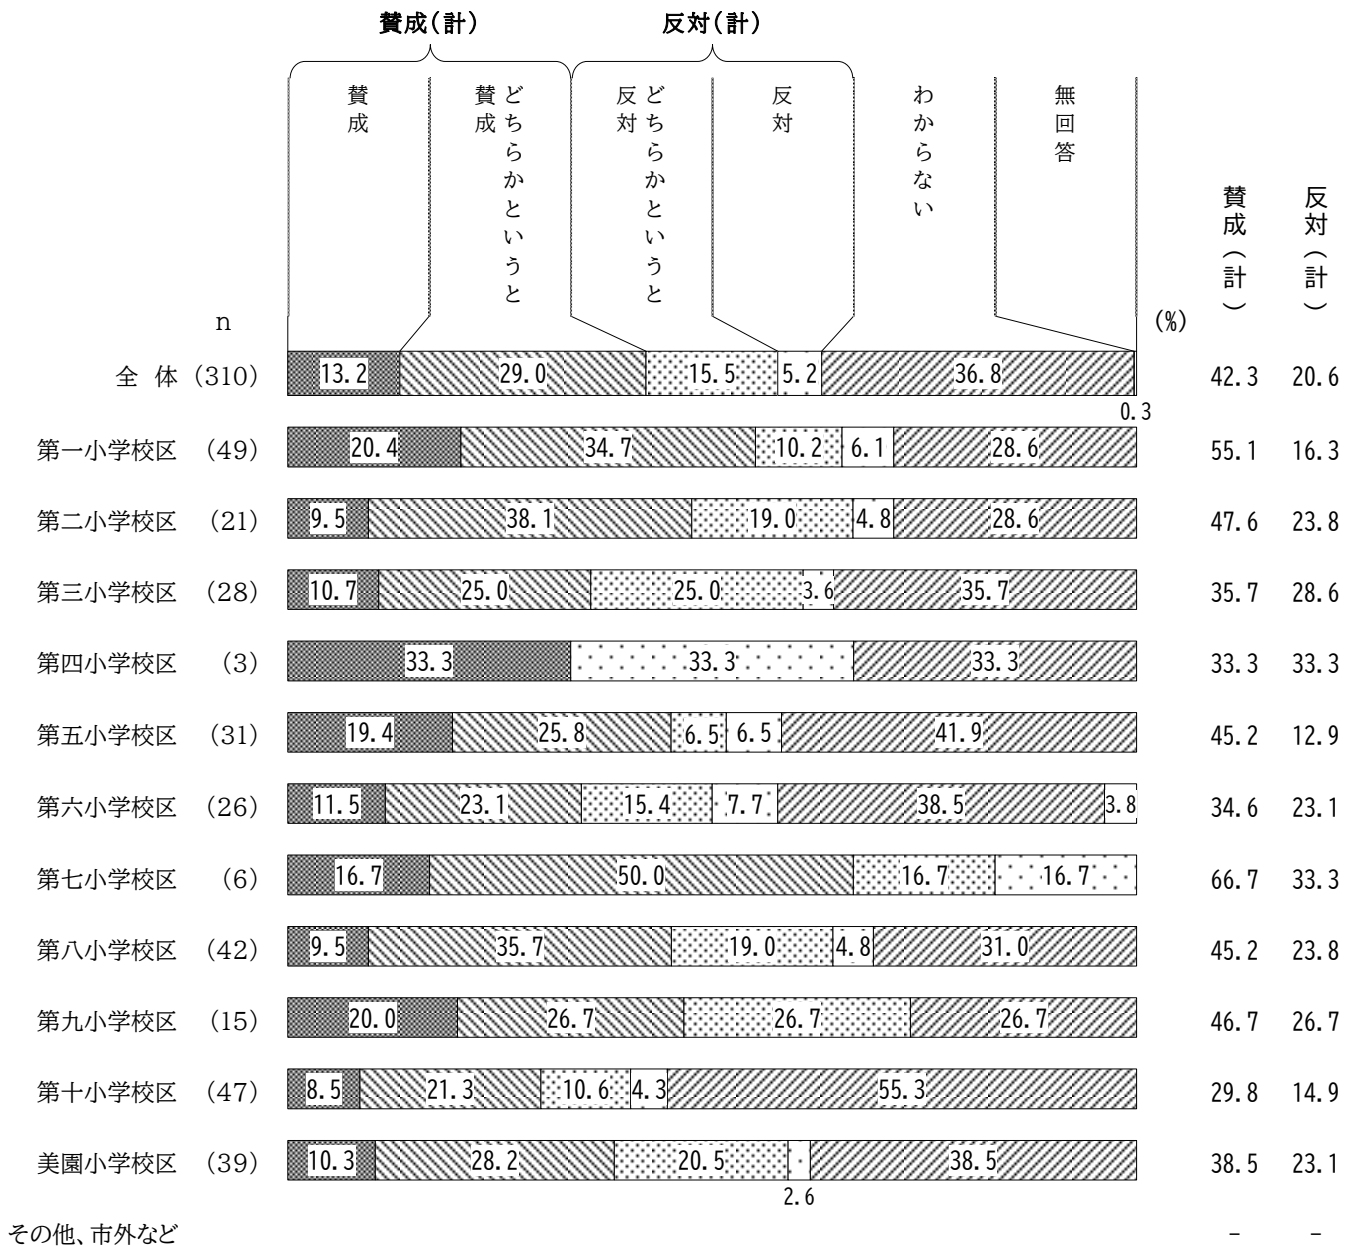 賛成(計) 反対(計)
賛成
どちらかというと賛成
どちらかというと反対
反対
わからない
無回答
賛成(計)
反対(計)
n (%)
全 体 (310) 13.2 29.0 15.5 5.2 36.8 42.3 20.6
0.3
第一小学校区 (49) 20.4 34.7 10.2 6.1 28.6 55.1 16.3
第二小学校区 (21) 9.5 38.1 19.0 4.8 28.6 47.6 23.8
第三小学校区 (28) 10.7 25.0 25.0 3.6 35.7 35.7 28.6
第四小学校区 (3) 33.3 33.3 33.3 33.3 33.3
第五小学校区 (31) 19.4 25.8 6.5 6.5 41.9 45.2 12.9
第六小学校区 (26) 11.5 23.1 15.4 7.7 38.5 3.8 34.6 23.1
第七小学校区 (6) 16.7 50.0 16.7 16.7 66.7 33.3
第八小学校区 (42) 9.5 35.7 19.0 4.8 31.0 45.2 23.8
第九小学校区 (15) 20.0 26.7 26.7 26.7 46.7 26.7
第十小学校区 (47) 8.5 21.3 10.6 4.3 55.3 29.8 14.9
美園小学校区 (39) 10.3 28.2 20.5 38.5 38.5 23.1
2.6
その他、市外など - -